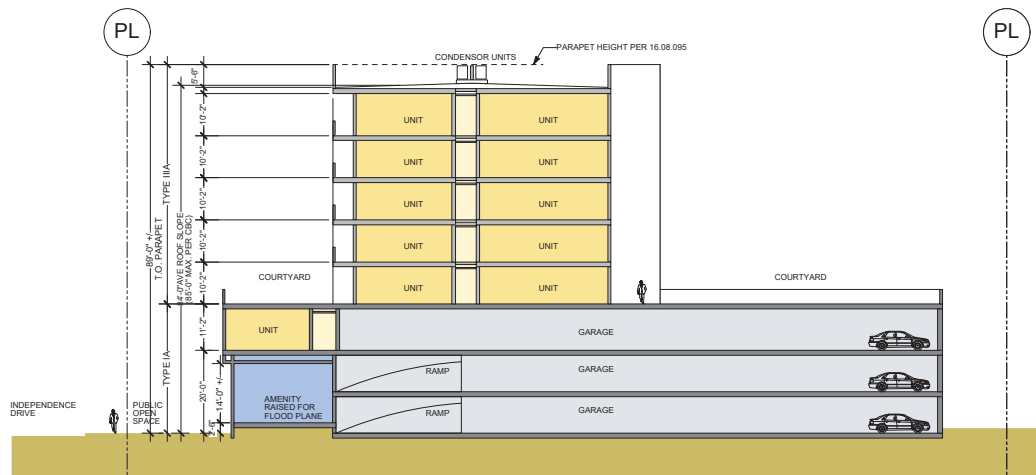 PL
PL
PARAPET HEIGHT PER 16.08.095
CONDENSOR UNITS
5'-6"
10'-2"
UNIT
UNIT
10'-2"
UNIT
UNIT
10'-2"
UNIT
UNIT
10'-2"
UNIT
UNIT
10'-2"
UNIT
UNIT
TYPE IIIA
89'-0" +/-
T.O. PARAPET
84'-0"AVE ROOF SLOPE
(85'-0" MAX. PER CBC)
COURTYARD
COURTYARD
11'-2"
UNIT
GARAGE
TYPE IA
20'-0"
14'-0" +/-
2'-6"
RAMP
GARAGE
AMENITY
RAISED FOR
FLOOD PLANE
RAMP
GARAGE
INDEPENDENCE
DRIVE
PUBLIC
OPEN
SPACE